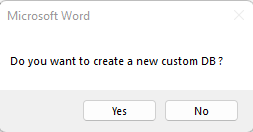 Microsoft Word
Do you want to create a new custom DB ?
Yes
No